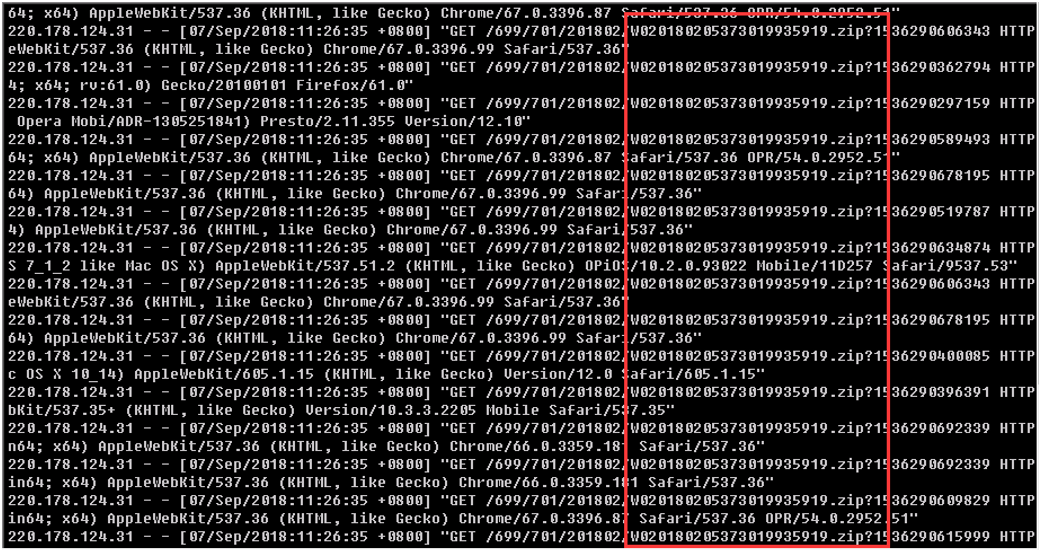 64; x64) AppleWebKit/537.36 (KHTML, like Gecko) Chrome/67.0.3396.87 Safari/537.36 OPR/54.0.2952.51"
220.178.124.31 - - [07/Sep/2018:11:26:35 +0800] "GET /699/701/201802/W020180205373019935919.zip?1536290606343 HTTP
eWebKit/537.36 (KHTML, like Gecko) Chrome/67.0.3396.99 Safari/537.36"
220.178.124.31 - - [07/Sep/2018:11:26:35 +0800] "GET /699/701/201802/W020180205373019935919.zip?1536290362794 HTTP
4; x64; rv:61.0) Gecko/20100101 Firefox/61.0"
220.178.124.31 - - [07/Sep/2018:11:26:35 +0800] "GET /699/701/201802/W020180205373019935919.zip?1536290297159 HTTP
Opera Mobi/ADR-1305251841) Presto/2.11.355 Version/12.10"
220.178.124.31 - - [07/Sep/2018:11:26:35 +0800] "GET /699/701/201802/W020180205373019935919.zip?1536290589493 HTTP
64; x64) AppleWebKit/537.36 (KHTML, like Gecko) Chrome/67.0.3396.87 Safari/537.36 OPR/54.0.2952.51"
220.178.124.31 - - [07/Sep/2018:11:26:35 +0800] "GET /699/701/201802/W020180205373019935919.zip?1536290678195 HTTP
64) AppleWebKit/537.36 (KHTML, like Gecko) Chrome/67.0.3396.99 Safari/537.36"
220.178.124.31 - - [07/Sep/2018:11:26:35 +0800] "GET /699/701/201802/W020180205373019935919.zip?1536290519787 HTTP
4) AppleWebKit/537.36 (KHTML, like Gecko) Chrome/67.0.3396.99 Safari/537.36"
220.178.124.31 - - [07/Sep/2018:11:26:35 +0800] "GET /699/701/201802/W020180205373019935919.zip?1536290634874 HTTP
S 7_1_2 like Mac OS X) AppleWebKit/537.51.2 (KHTML, like Gecko) OPiOS/10.2.0.93022 Mobile/11D257 Safari/9537.53"
220.178.124.31 - - [07/Sep/2018:11:26:35 +0800] "GET /699/701/201802/W020180205373019935919.zip?1536290606343 HTTP
eWebKit/537.36 (KHTML, like Gecko) Chrome/67.0.3396.99 Safari/537.36"
220.178.124.31 - - [07/Sep/2018:11:26:35 +0800] "GET /699/701/201802/W020180205373019935919.zip?1536290678195 HTTP
64) AppleWebKit/537.36 (KHTML, like Gecko) Chrome/67.0.3396.99 Safari/537.36"
220.178.124.31 - - [07/Sep/2018:11:26:35 +0800] "GET /699/701/201802/W020180205373019935919.zip?1536290400085 HTTP
c OS X 10_14) AppleWebKit/605.1.15 (KHTML, like Gecko) Version/12.0 Safari/605.1.15"
220.178.124.31 - - [07/Sep/2018:11:26:35 +0800] "GET /699/701/201802/W020180205373019935919.zip?1536290396391 HTTP
bKit/537.35+ (KHTML, like Gecko) Version/10.3.3.2205 Mobile Safari/537.35"
220.178.124.31 - - [07/Sep/2018:11:26:35 +0800] "GET /699/701/201802/W020180205373019935919.zip?1536290692339 HTTP
n64; x64) AppleWebKit/537.36 (KHTML, like Gecko) Chrome/66.0.3359.181 Safari/537.36"
220.178.124.31 - - [07/Sep/2018:11:26:35 +0800] "GET /699/701/201802/W020180205373019935919.zip?1536290692339 HTTP
in64; x64) AppleWebKit/537.36 (KHTML, like Gecko) Chrome/66.0.3359.181 Safari/537.36"
220.178.124.31 - - [07/Sep/2018:11:26:35 +0800] "GET /699/701/201802/W020180205373019935919.zip?1536290609829 HTTP
in64; x64) AppleWebKit/537.36 (KHTML, like Gecko) Chrome/67.0.3396.87 Safari/537.36 OPR/54.0.2952.51"
220.178.124.31 - - [07/Sep/2018:11:26:35 +0800] "GET /699/701/201802/W020180205373019935919.zip?1536290615999 HTTP